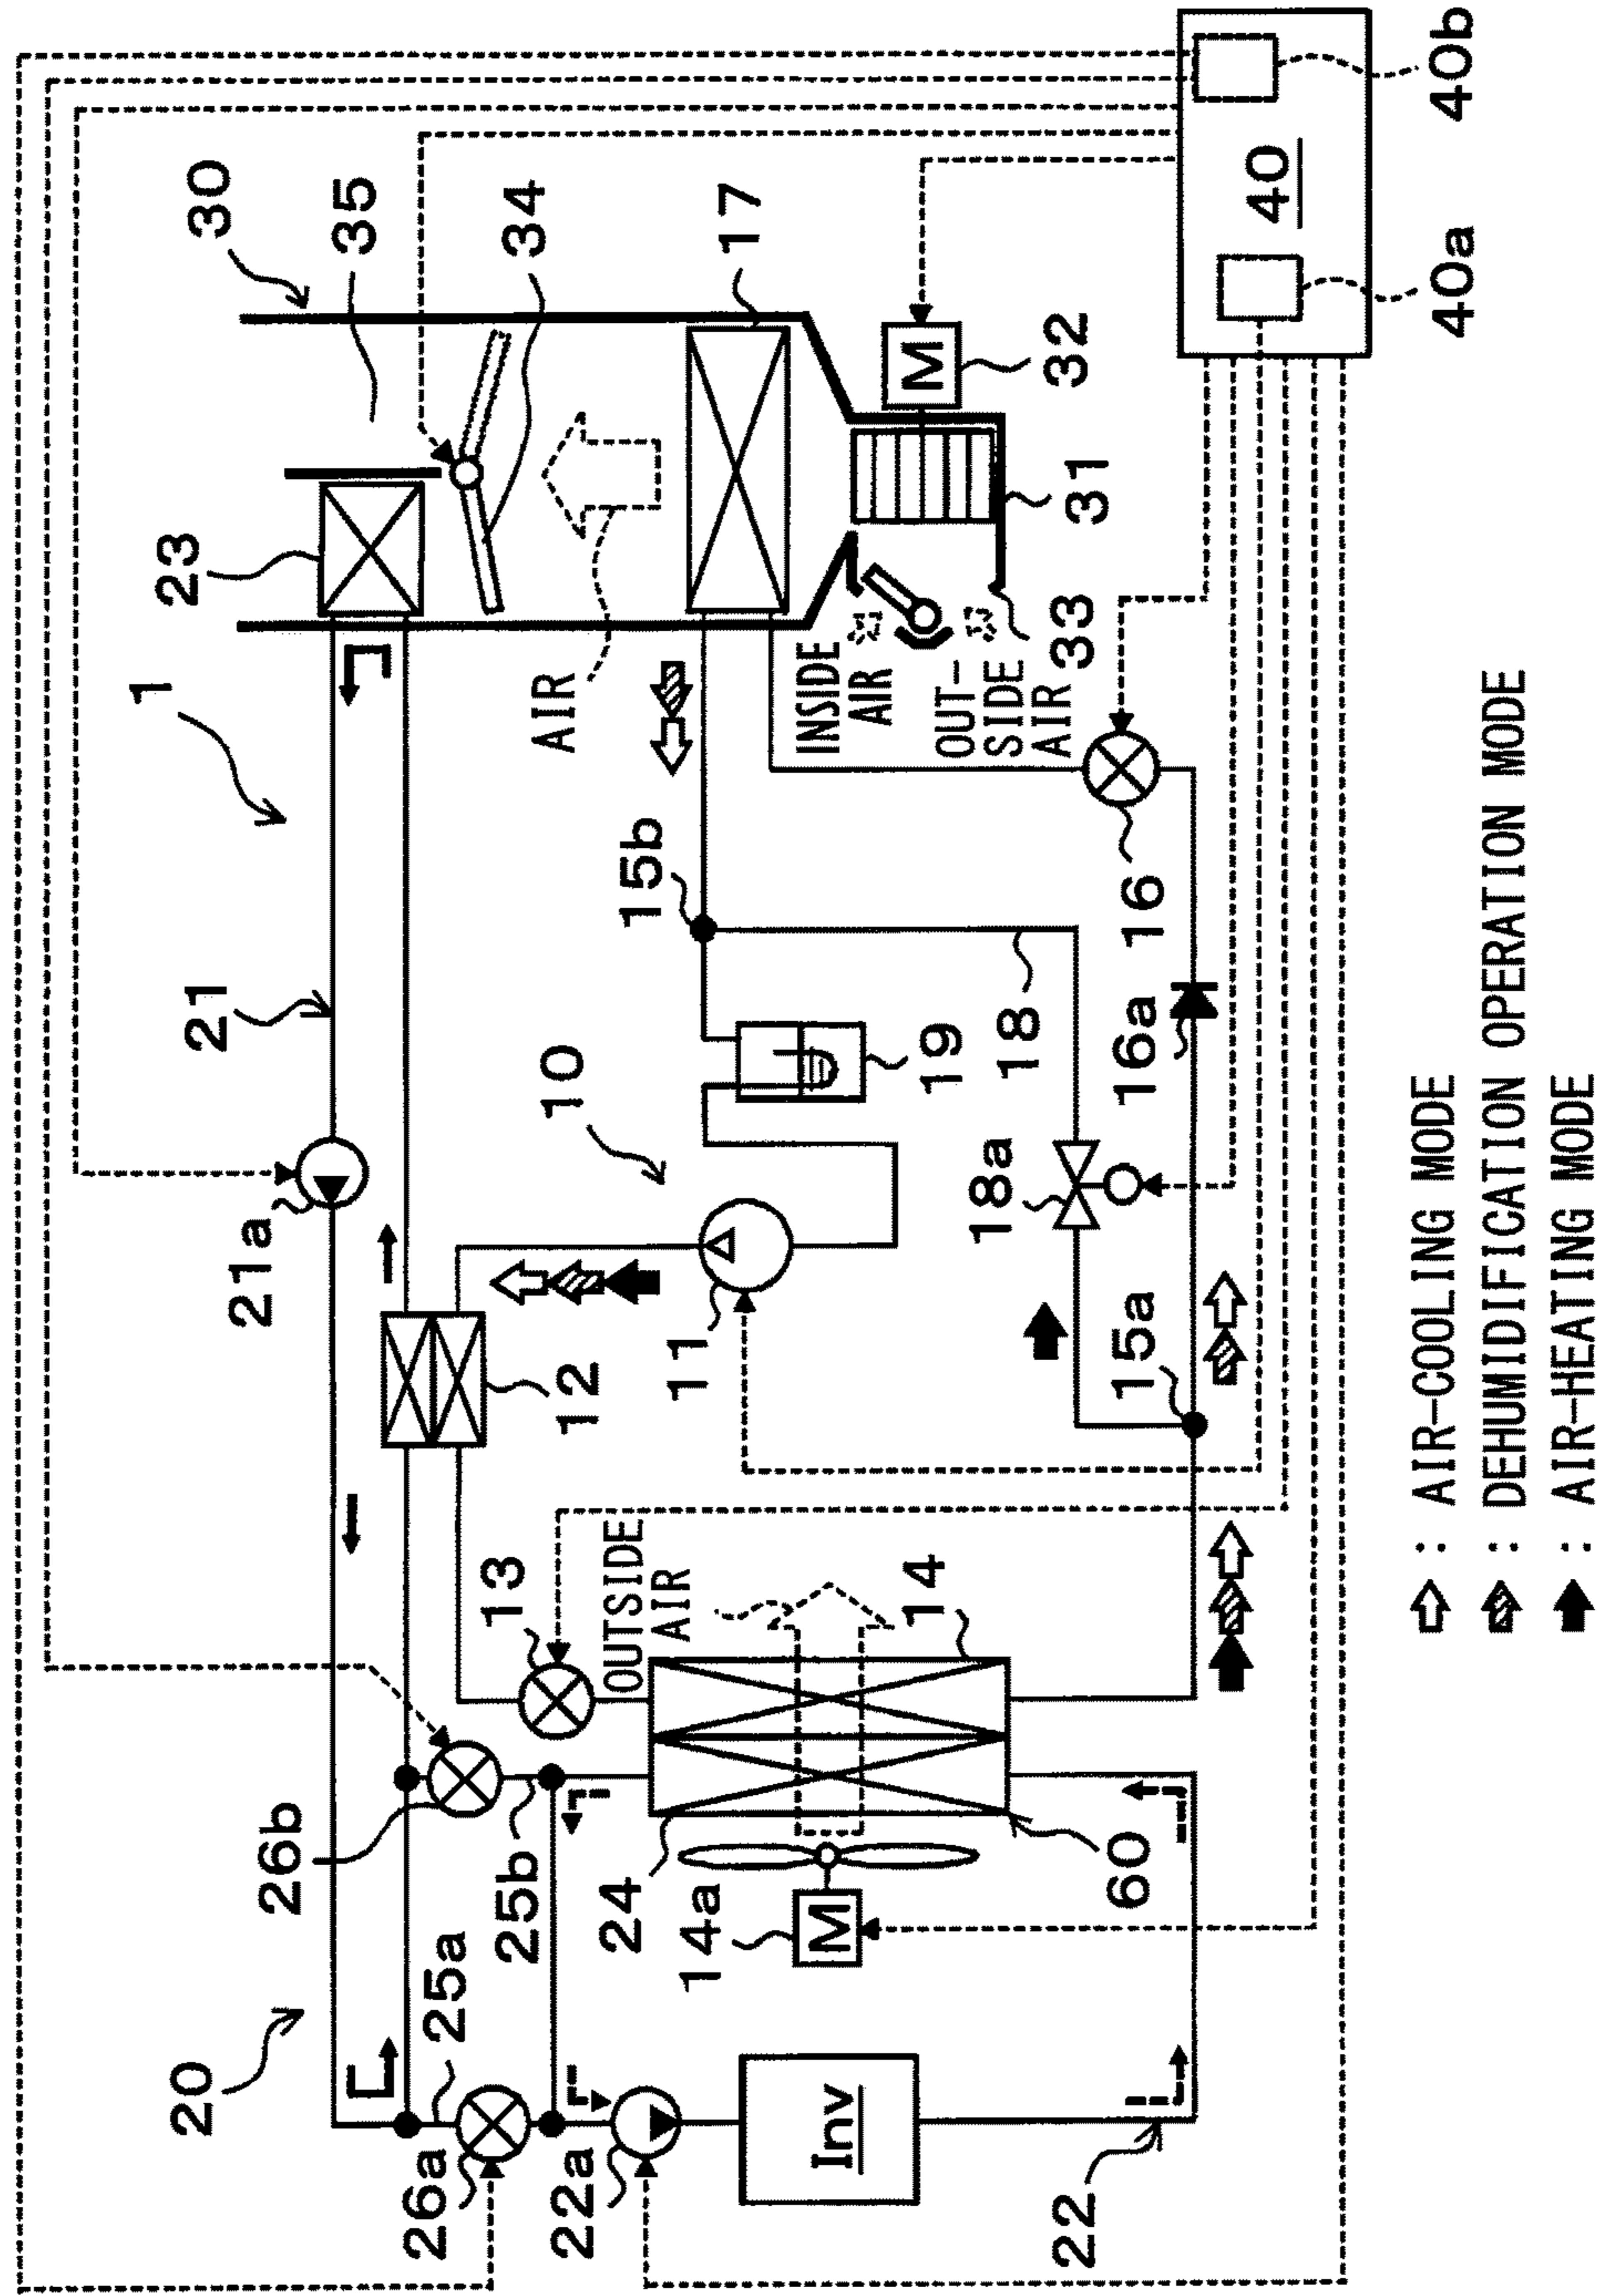 20
1
23
21
30
21a
26b
35
26a
25a
13
25b
34
AIR
10
22a
12
24
OUTSIDE
AIR
15b
11
14a
17
INSIDE
AIR
Inv
M
14
M
19
OUT-
SIDE
AIR
18a
18
32
33
22
31
60
15a
16a
16
40
40a
40b
: AIR-COOLING MODE
: DEHUMIDIFICATION OPERATION MODE
: AIR-HEATING MODE